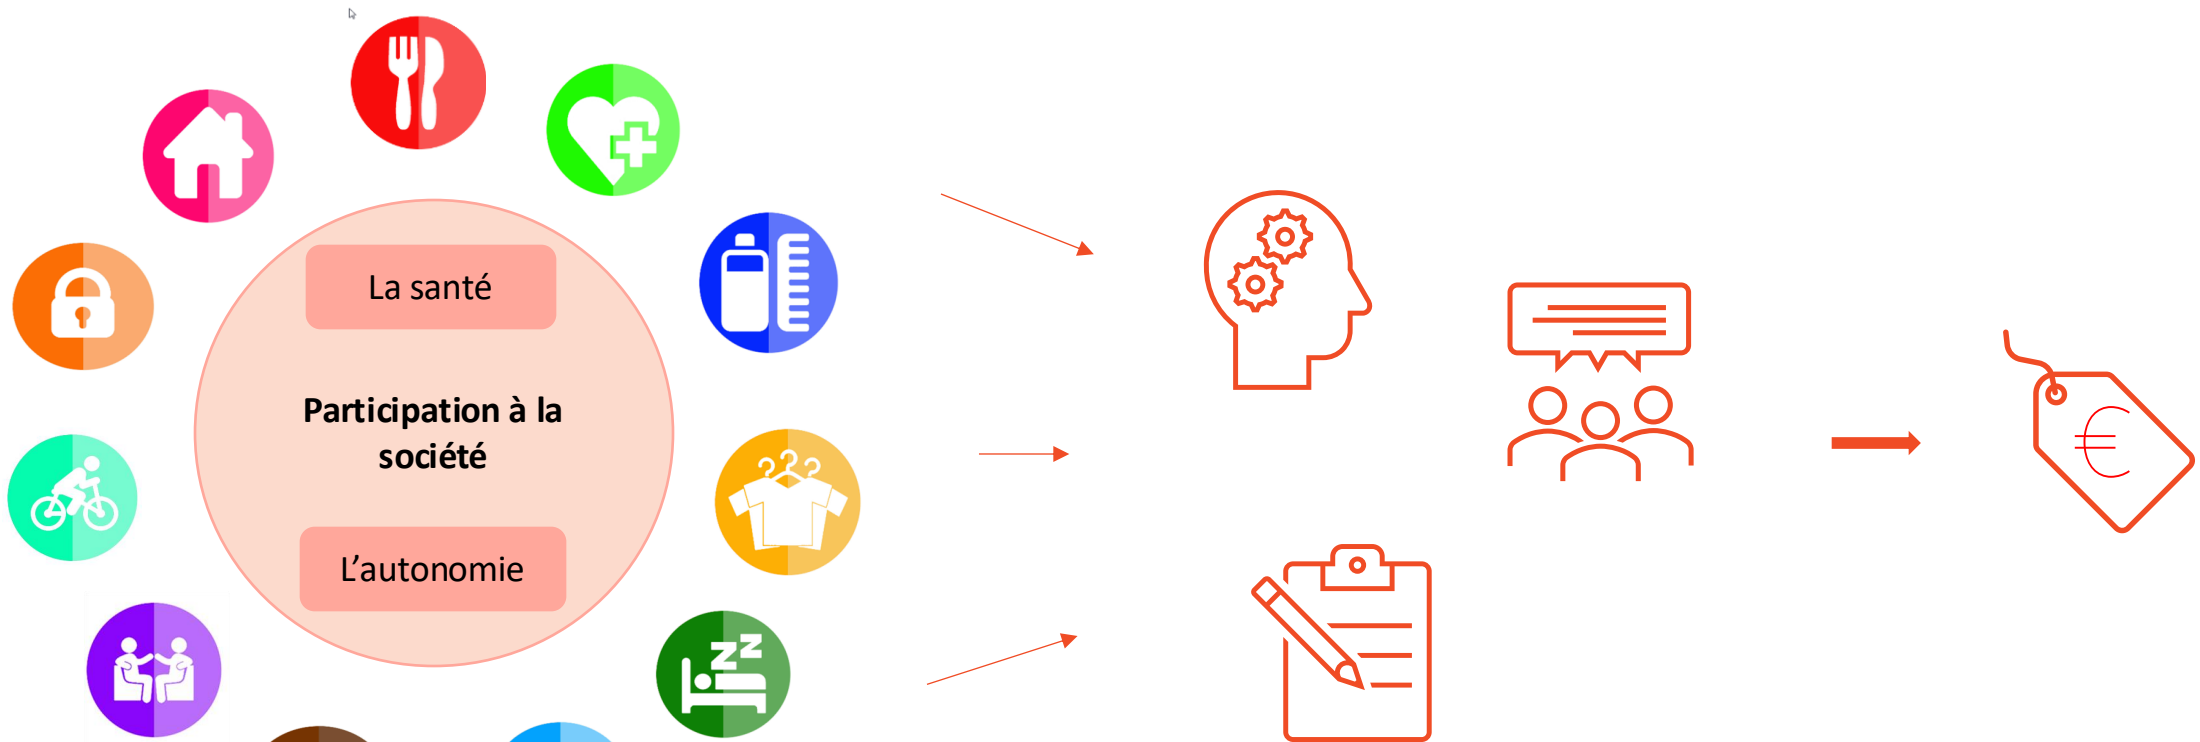 La santé
Participation à la
société
L’autonomie
€